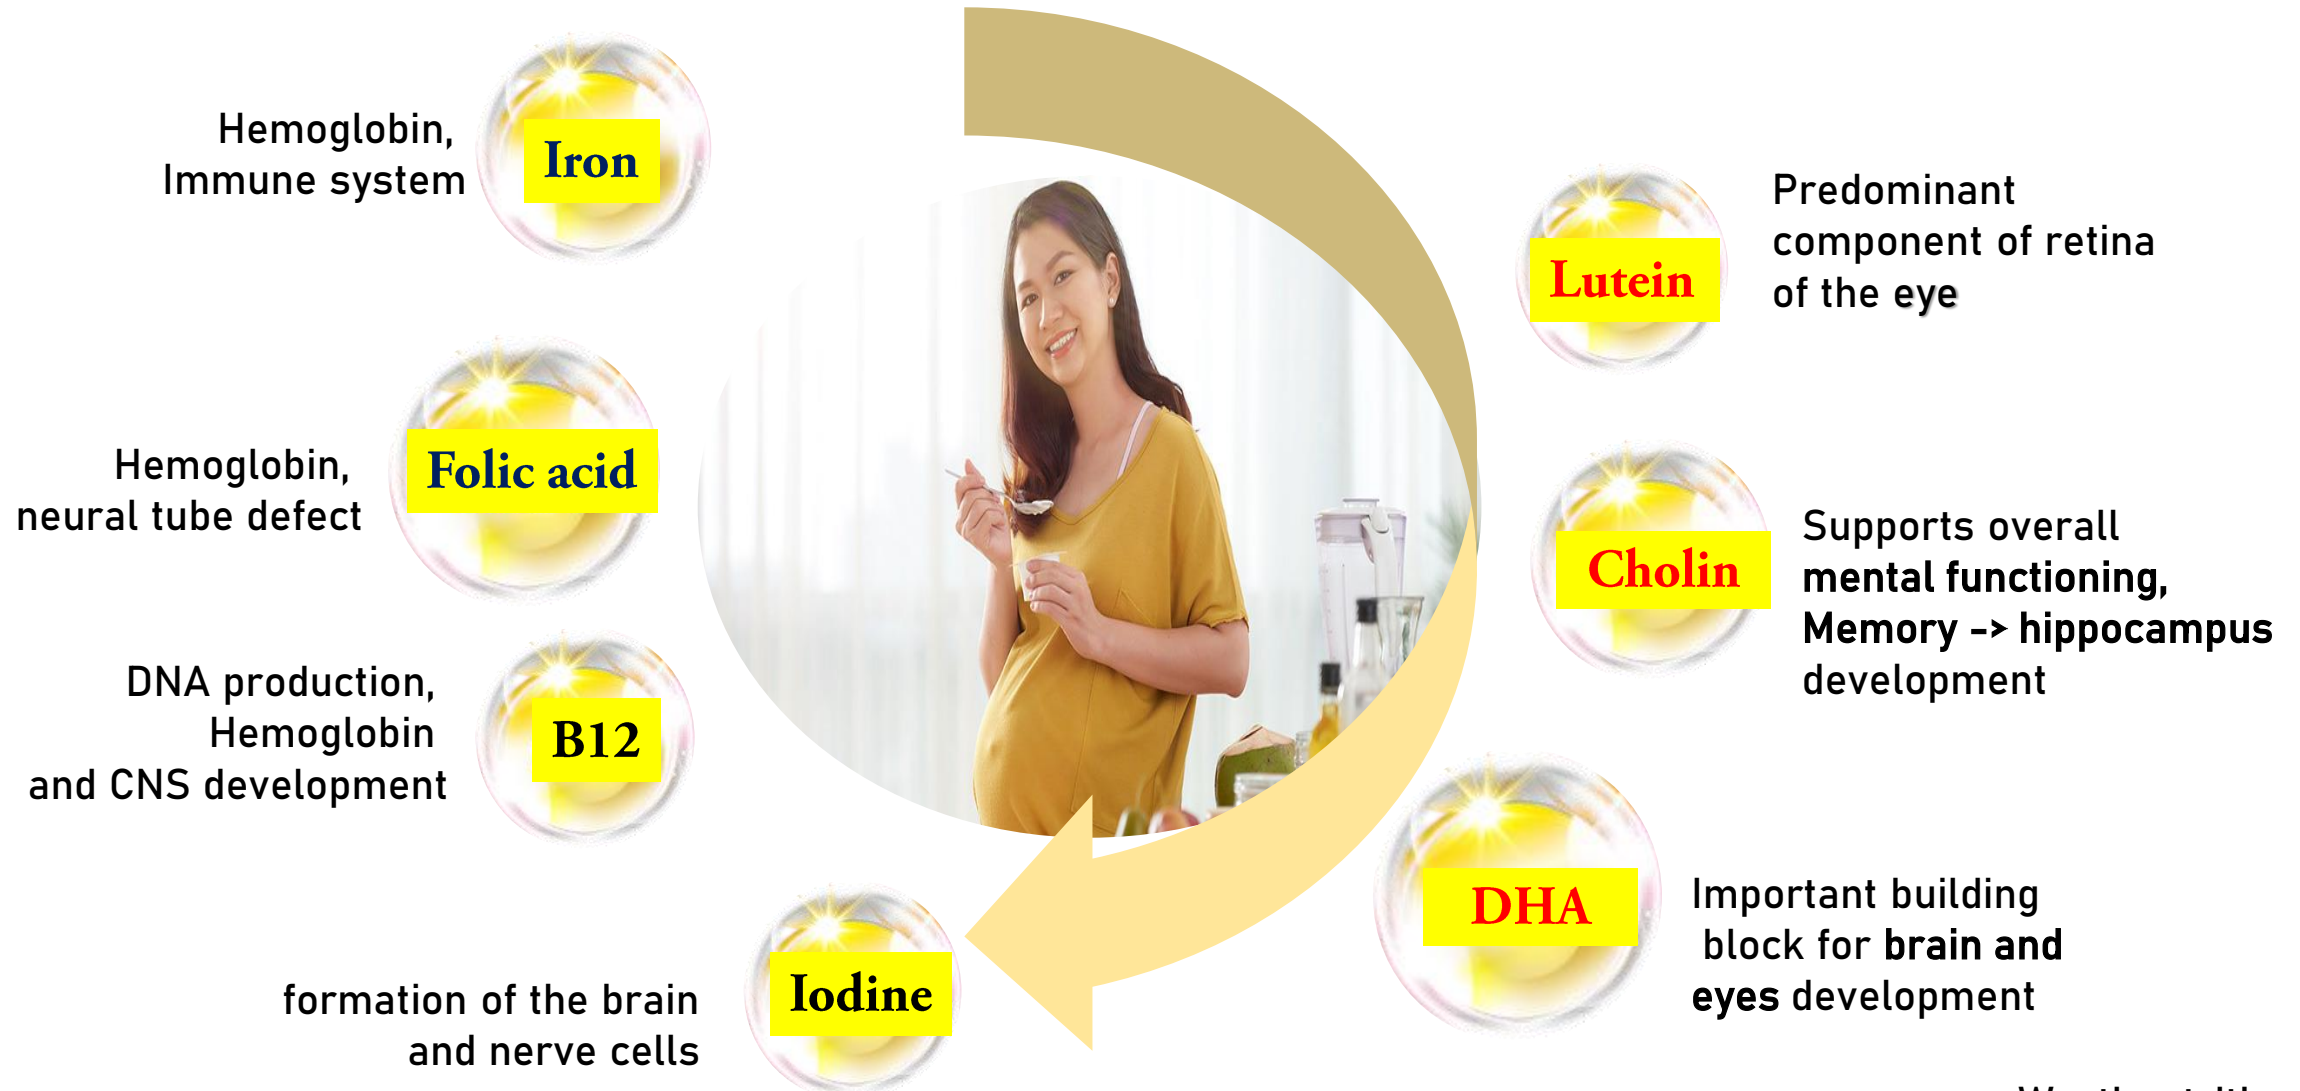 Iron
Hemoglobin,
Immune system
Folic acid
Hemoglobin,
neural tube defect
B12
DNA production,
Hemoglobin
and CNS development
Iodine
formation of the brain
and nerve cells
Lutein
Predominant
component of retina
of the eye
Cholin
Supports overall
mental functioning,
Memory -> hippocampus
development
DHA
Important building
block for brain and
eyes development